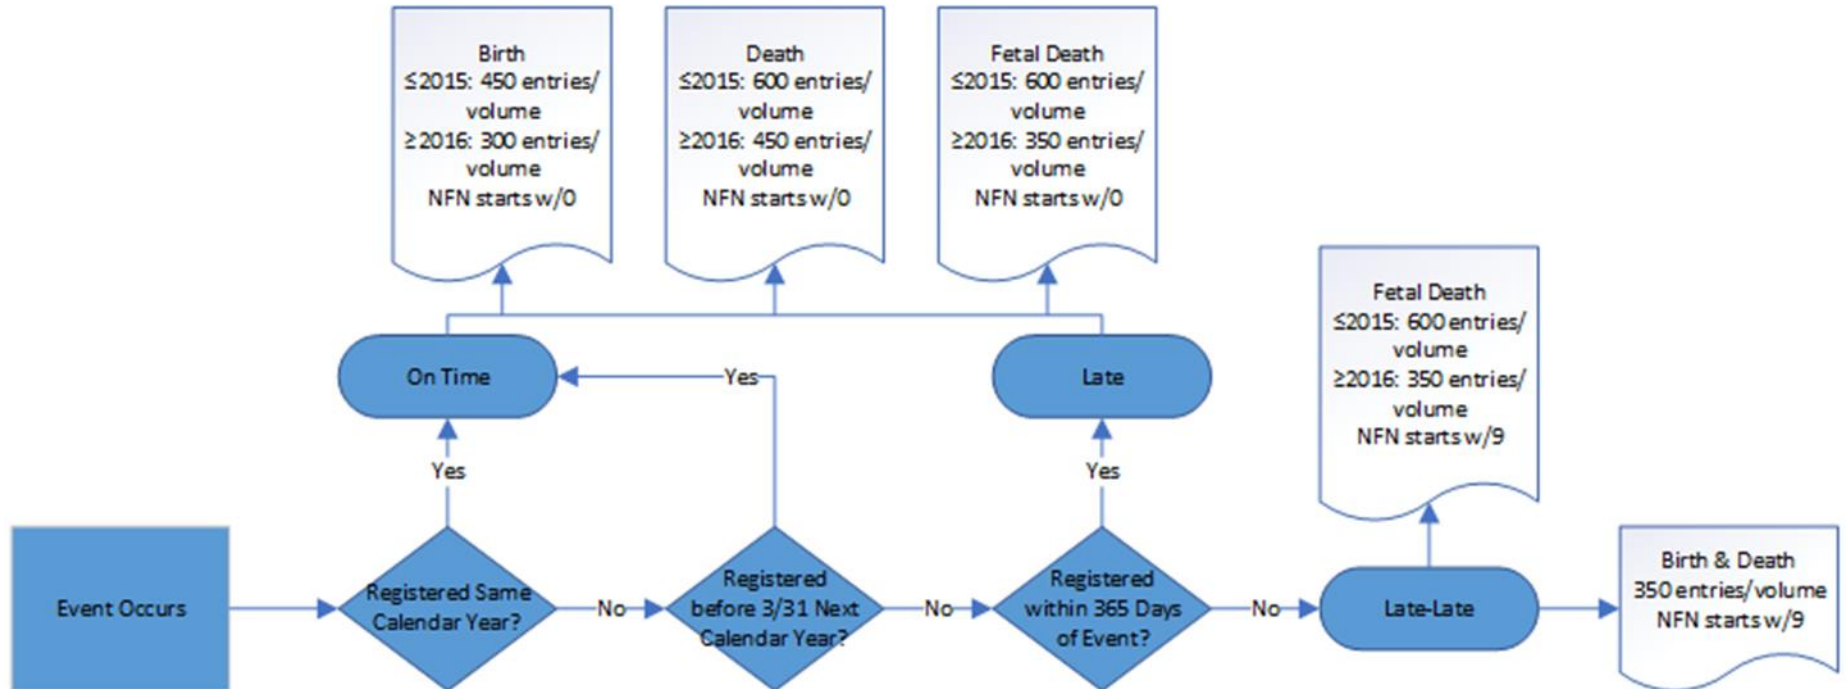 Birth
≤2015: 450 entries/
volume
≥2016: 300 entries/
volume
NFN starts w/0
Death
≤2015: 600 entries/
volume
≥2016: 450 entries/
volume
NFN starts w/0
Fetal Death
≤2015: 600 entries/
volume
≥2016: 350 entries/
volume
NFN starts w/0
Fetal Death
≤2015: 600 entries/
volume
≥2016: 350 entries/
volume
NFN starts w/9
On Time
Yes
Late
Yes
Yes
Event Occurs
Registered Same
Calendar Year?
No
Registered
before 3/31 Next
Calendar Year?
No
Registered
within 365 Days
of Event?
No
Late-Late
Birth & Death
350 entries/volume
NFN starts w/9